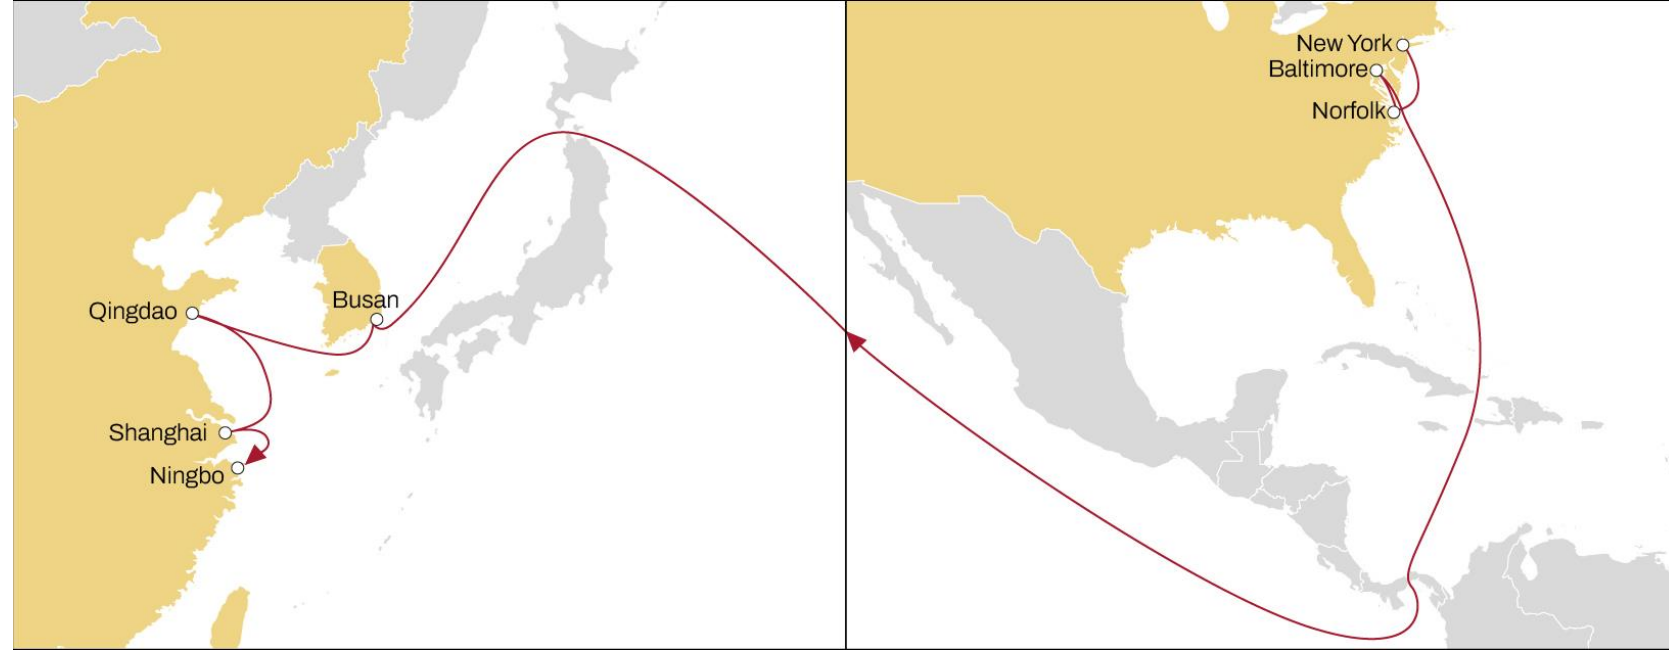 Qingdao
Busan
Shanghai
Ningbo
New York
Baltimore
Norfolk